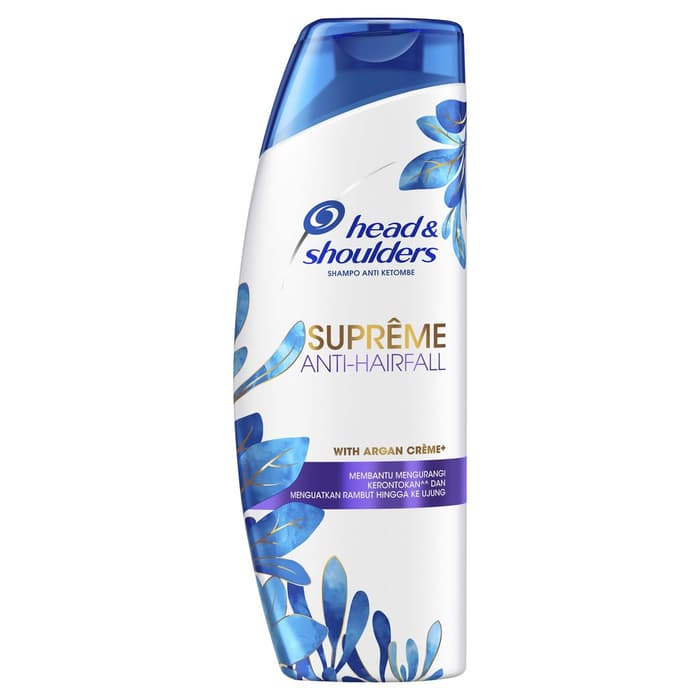 head &
shoulders
SHAMPO ANTI KETOMBE
SUPRÊME
ANTI-HAIRFALL
WITH ARGAN CRÈME+
MEMBANTU MENGURANGI
KERONTOKAN^^ DAN
MENGUATKAN RAMBUT HINGGA KE UJUNG